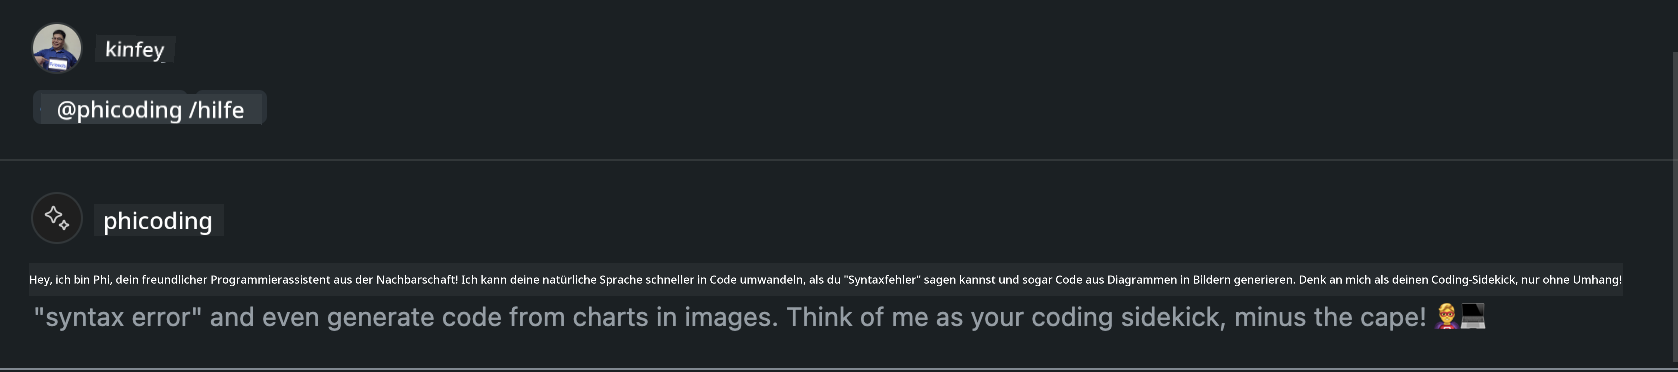 kinfey
@phicoding /hilfe
phicoding
Hey, ich bin Phi, dein freundlicher Programmierassistent aus der Nachbarschaft! Ich kann deine natürliche Sprache schneller in Code umwandeln, als du "Syntaxfehler" sagen kannst und sogar Code aus Diagrammen in Bildern generieren. Denk an mich als deinen Coding-Sidekick, nur ohne Umhang!
"syntax error" and even generate code from charts in images. Think of me as your coding sidekick, minus the cape! 🦸💻